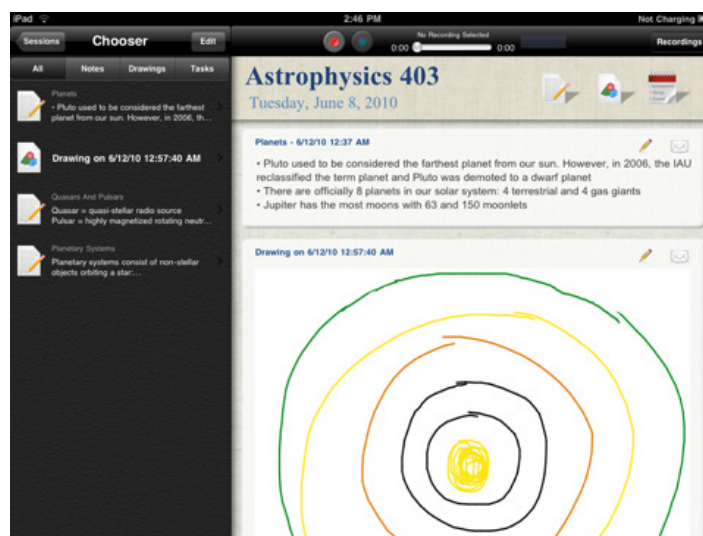 iPad
2:46 PM
Not Charging
Sessions
Chooser
Edit
No Recording Selected
0:00
0:00
Recordings
All
Notes
Drawings
Tasks
Planets
• Pluto used to be considered the farthest
planet from our sun. However, in 2006, th...
Drawing on 6/12/10 12:57:40 AM
Quasars And Pulsars
Quasar = quasi-stellar radio source
Pulsar = highly magnetized rotating neutr...
Planetary Systems
Planetary systems consist of non-stellar
objects orbiting a star:...
Astrophysics 403
Tuesday, June 8, 2010
Planets - 6/12/10 12:37 AM
• Pluto used to be considered the farthest planet from our sun. However, in 2006, the IAU
reclassified the term planet and Pluto was demoted to a dwarf planet
• There are officially 8 planets in our solar system: 4 terrestrial and 4 gas giants
• Jupiter has the most moons with 63 and 150 moonlets
Drawing on 6/12/10 12:57:40 AM